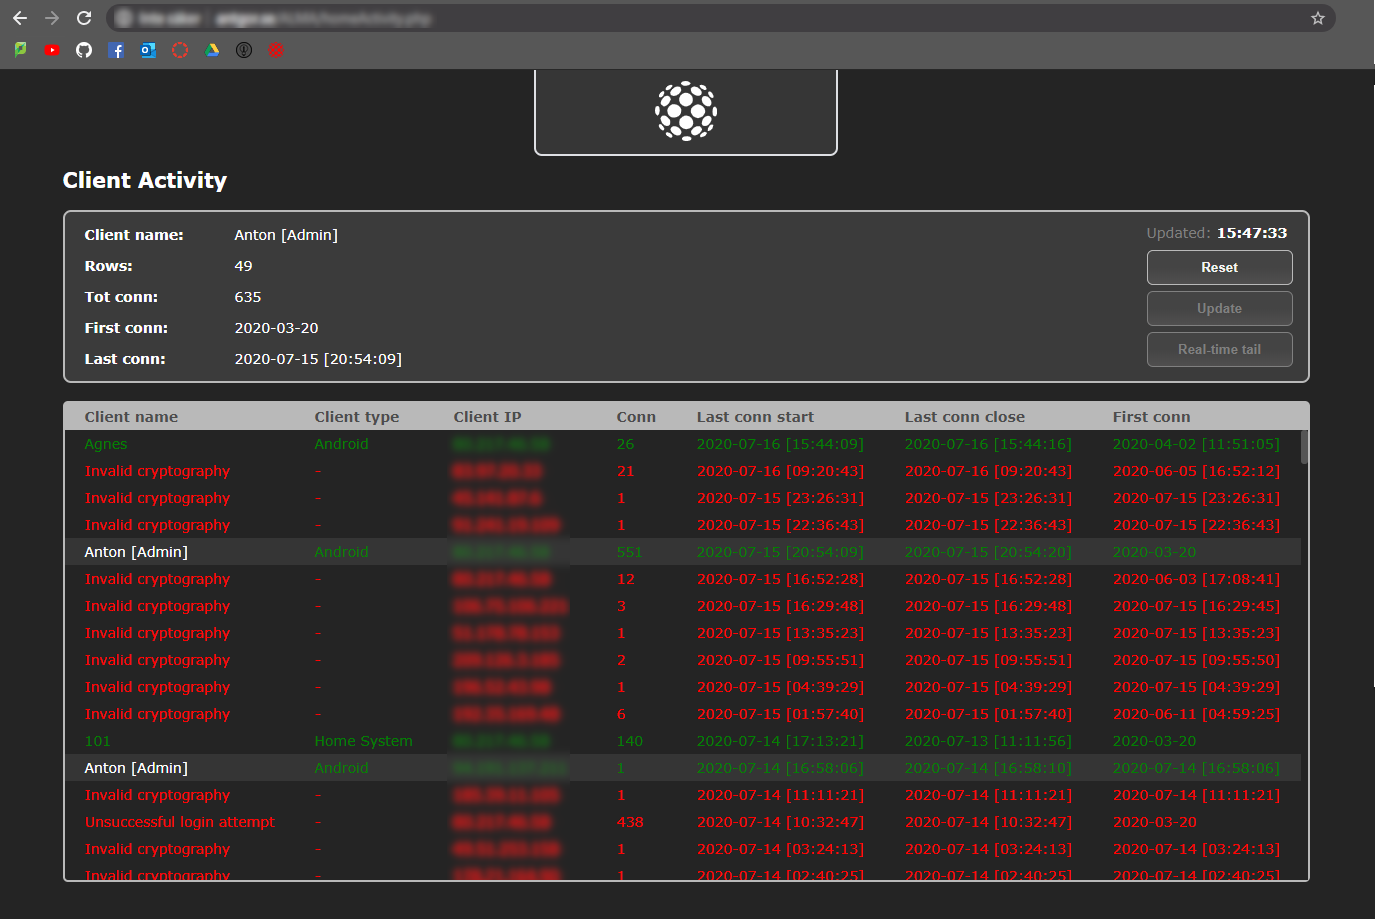 Client Activity
Client name: Anton [Admin]
Rows: 49
Tot conn: 635
First conn: 2020-03-20
Last conn: 2020-07-15 [20:54:09]
Updated: 15:47:33
Reset
Update
Real-time tail
Client name Client type Client IP Conn Last conn start Last conn close First conn
Agnes Android 26 2020-07-16 [15:44:09] 2020-07-16 [15:44:16] 2020-04-02 [11:51:05]
Invalid cryptography - 21 2020-07-16 [09:20:43] 2020-07-16 [09:20:43] 2020-06-05 [16:52:12]
Invalid cryptography - 1 2020-07-15 [23:26:31] 2020-07-15 [23:26:31] 2020-07-15 [23:26:31]
Invalid cryptography - 1 2020-07-15 [22:36:43] 2020-07-15 [22:36:43] 2020-07-15 [22:36:43]
Anton [Admin] Android 551 2020-07-15 [20:54:09] 2020-07-15 [20:54:20] 2020-03-20
Invalid cryptography - 12 2020-07-15 [16:52:28] 2020-07-15 [16:52:28] 2020-06-03 [17:08:41]
Invalid cryptography - 3 2020-07-15 [16:29:48] 2020-07-15 [16:29:48] 2020-07-15 [16:29:45]
Invalid cryptography - 1 2020-07-15 [13:35:23] 2020-07-15 [13:35:23] 2020-07-15 [13:35:23]
Invalid cryptography - 2 2020-07-15 [09:55:51] 2020-07-15 [09:55:51] 2020-07-15 [09:55:50]
Invalid cryptography - 1 2020-07-15 [04:39:29] 2020-07-15 [04:39:29] 2020-07-15 [04:39:29]
Invalid cryptography - 6 2020-07-15 [01:57:40] 2020-07-15 [01:57:40] 2020-06-11 [04:59:25]
101 Home System 140 2020-07-14 [17:13:21] 2020-07-13 [11:11:56] 2020-03-20
Anton [Admin] Android 1 2020-07-14 [16:58:06] 2020-07-14 [16:58:10] 2020-07-14 [16:58:06]
Invalid cryptography - 1 2020-07-14 [11:11:21] 2020-07-14 [11:11:21] 2020-07-14 [11:11:21]
Unsuccessful login attempt - 438 2020-07-14 [10:32:47] 2020-07-14 [10:32:47] 2020-03-20
Invalid cryptography - 1 2020-07-14 [03:24:13] 2020-07-14 [03:24:13] 2020-07-14 [03:24:13]
Invalid cryptography - 1 2020-07-14 [02:40:25] 2020-07-14 [02:40:25] 2020-07-14 [02:40:25]